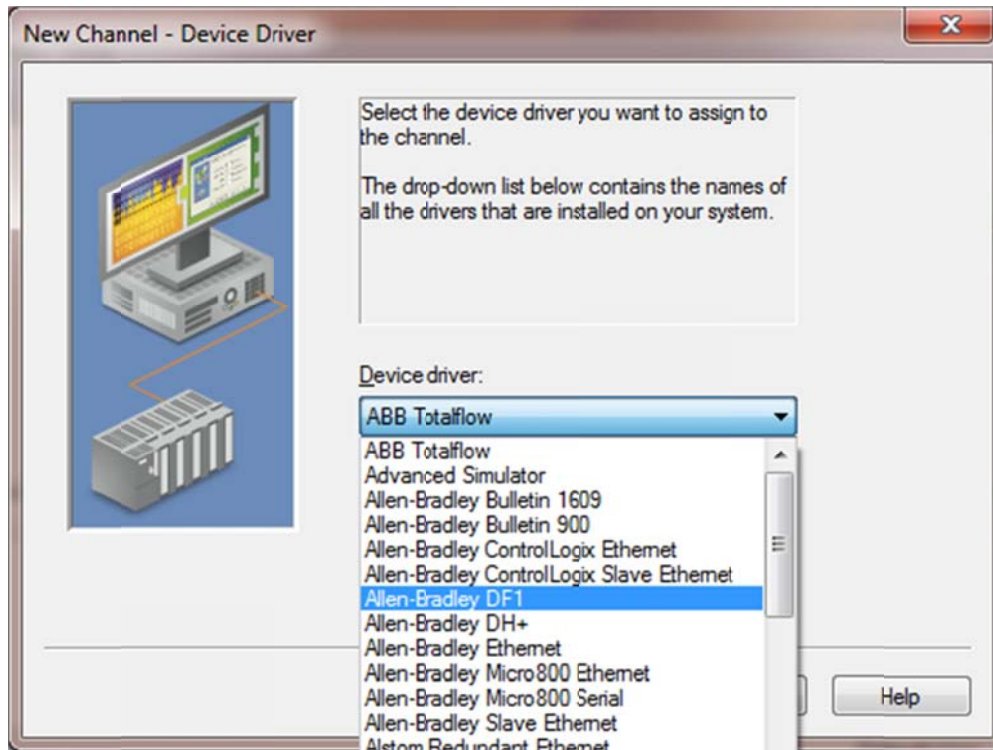 New Channel - Device Driver
Select the device driver you want to assign to
the channel.
The drop-down list below contains the names of
all the drivers that are installed on your system.
Device driver:
ABB Totalflow
ABB Totalflow
Advanced Simulator
Allen-Bradley Bulletin 1609
Allen-Bradley Bulletin 900
Allen-Bradley ControlLogix Ethernet
Allen-Bradley ControlLogix Slave Ethernet
Allen-Bradley DF1
Allen-Bradley DH+
Allen-Bradley Ethernet
Allen-Bradley Micro800 Ethernet
Allen-Bradley Micro800 Serial
Allen-Bradley Slave Ethernet
Alstom Redundant Ethernet
Help